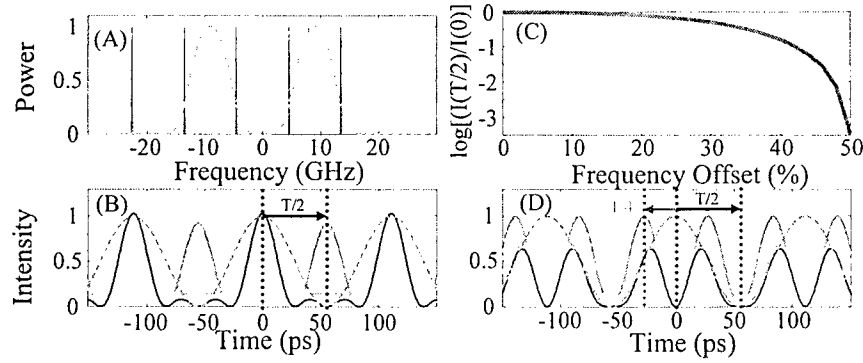 (A)
Power
1
0.5
0
-20 -10 0 10 20
Frequency (GHz)
(C)
log[(I(T/2)/I(0)]
0
-1
-2
-3
0 10 20 30 40 50
Frequency Offset (%)
(B)
Intensity
1
0.5
0
T/2
-100 -50 0 50 100
Time (ps)
(D)
1
0.5
0
T/2
-100 -50 0 50 100
Time (ps)